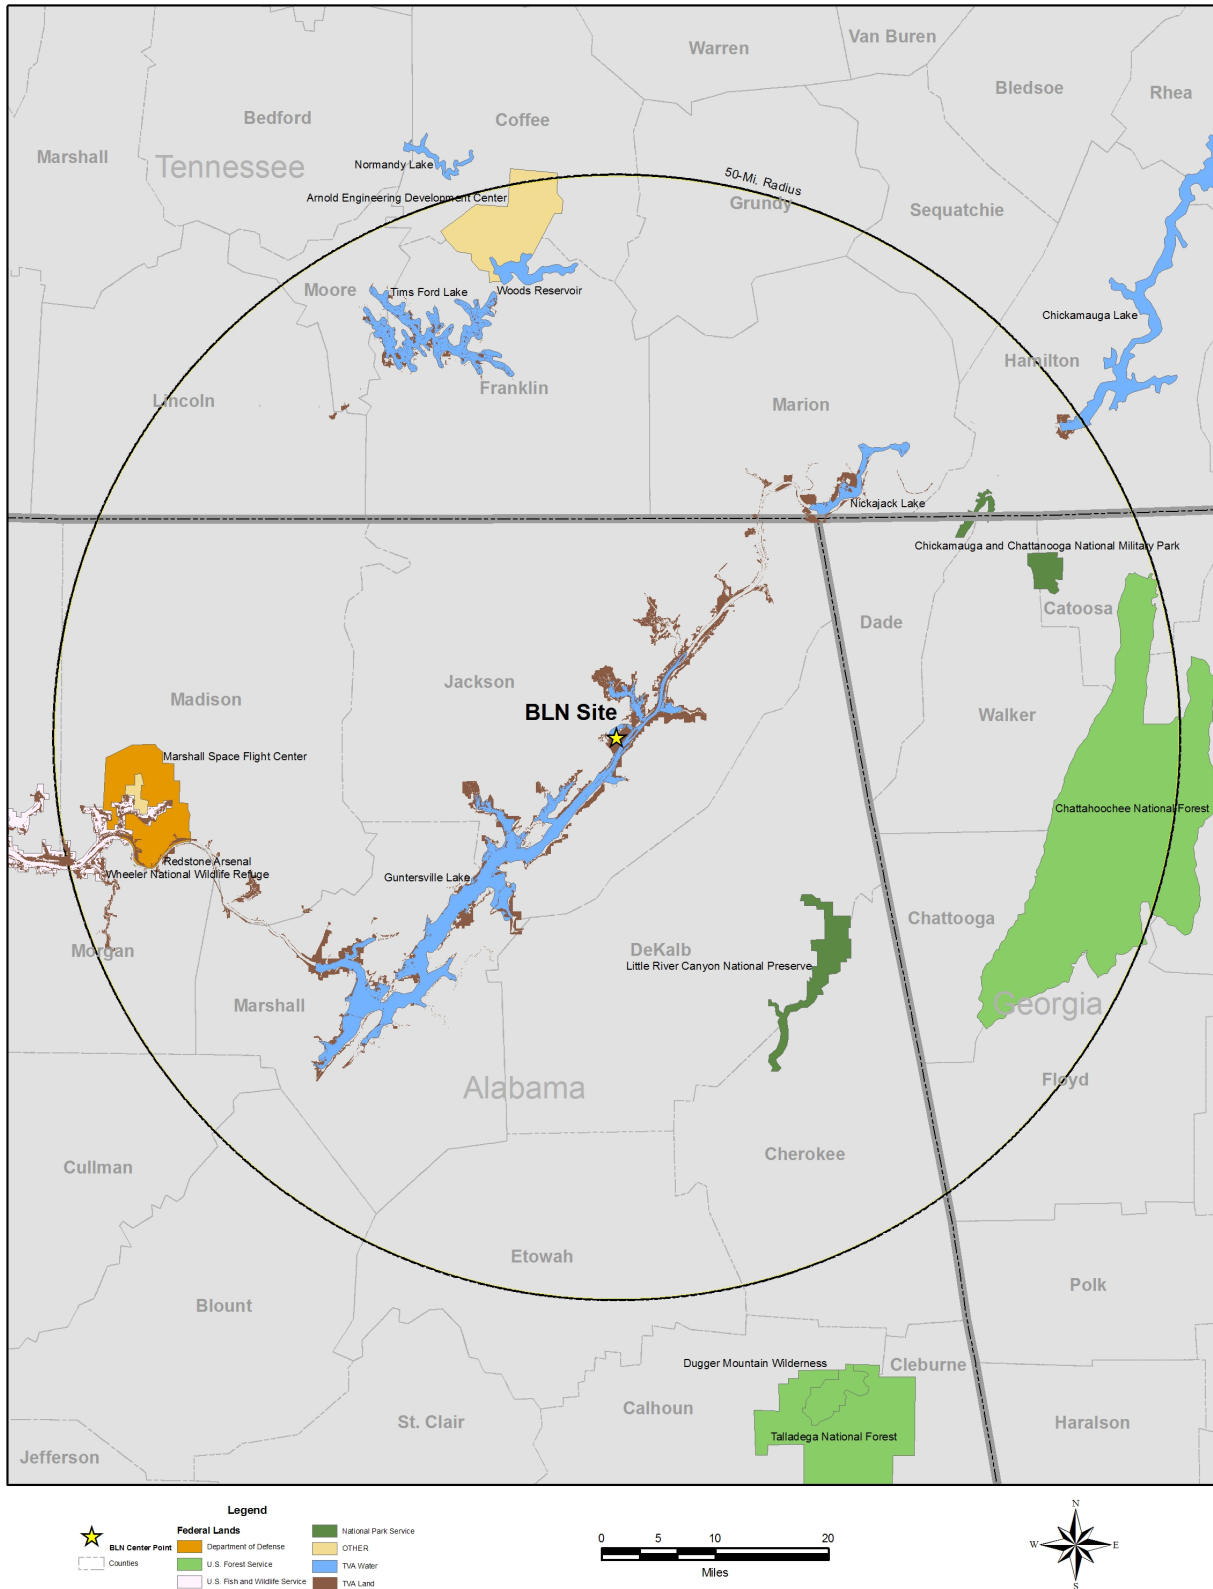 Warren
Van Buren
Bledsoe
Rhea
Bedford
Coffee
Marshall
Tennessee
Normandy Lake
50-Mi. Radius
Arnold Engineering Development Center
Grundy
Sequatchie
Moore
Tims Ford Lake
Woods Reservoir
Chickamauga Lake
Hamilton
Franklin
Lincoln
Marion
Nickajack Lake
Chickamauga and Chattanooga National Military Park
Catoosa
Dade
Jackson
Madison
BLN Site
Walker
Marshall Space Flight Center
Chattahoochee National Forest
Redstone Arsenal
Wheeler National Wildlife Refuge
Guntersville Lake
Chattooga
Morgan
DeKalb
Little River Canyon National Preserve
Marshall
Georgia
Alabama
Floyd
Cherokee
Cullman
Etowah
Polk
Blount
Dugger Mountain Wilderness
Cleburne
Calhoun
St. Clair
Haralson
Talladega National Forest
Jefferson
Legend
BLN Center Point
Counties
Federal Lands
Department of Defense
U.S. Forest Service
U.S. Fish and Wildlife Service
National Park Service
OTHER
TVA Water
TVA Land
0 5 10 20
Miles
N
W E
S